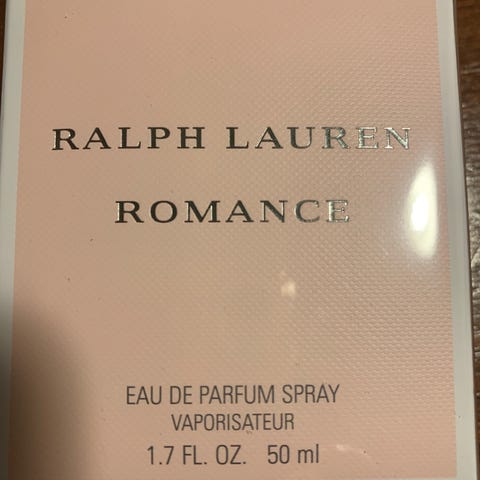 RALPH LAUREN
ROMANCE
EAU DE PARFUM SPRAY
VAPORISATEUR
1.7 FL. OZ. 50 ml